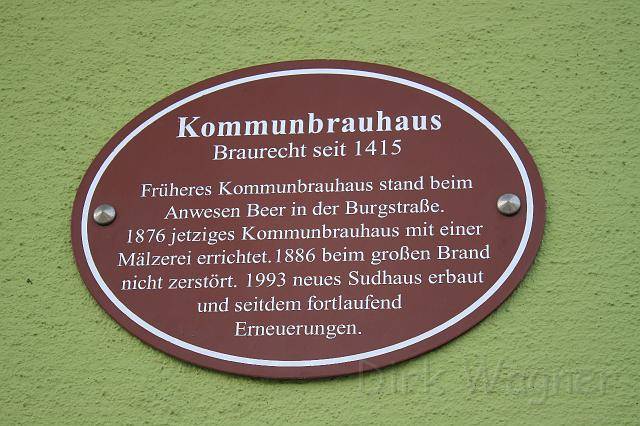 Kommunbrauhaus
Braurecht seit 1415
Früheres Kommunbrauhaus stand beim
Anwesen Beer in der Burgstraße.
1876 jetziges Kommunbrauhaus mit einer
Mälzerei errichtet.1886 beim großen Brand
nicht zerstört. 1993 neues Sudhaus erbaut
und seitdem fortlaufend
Erneuerungen.
Dirk Wagner